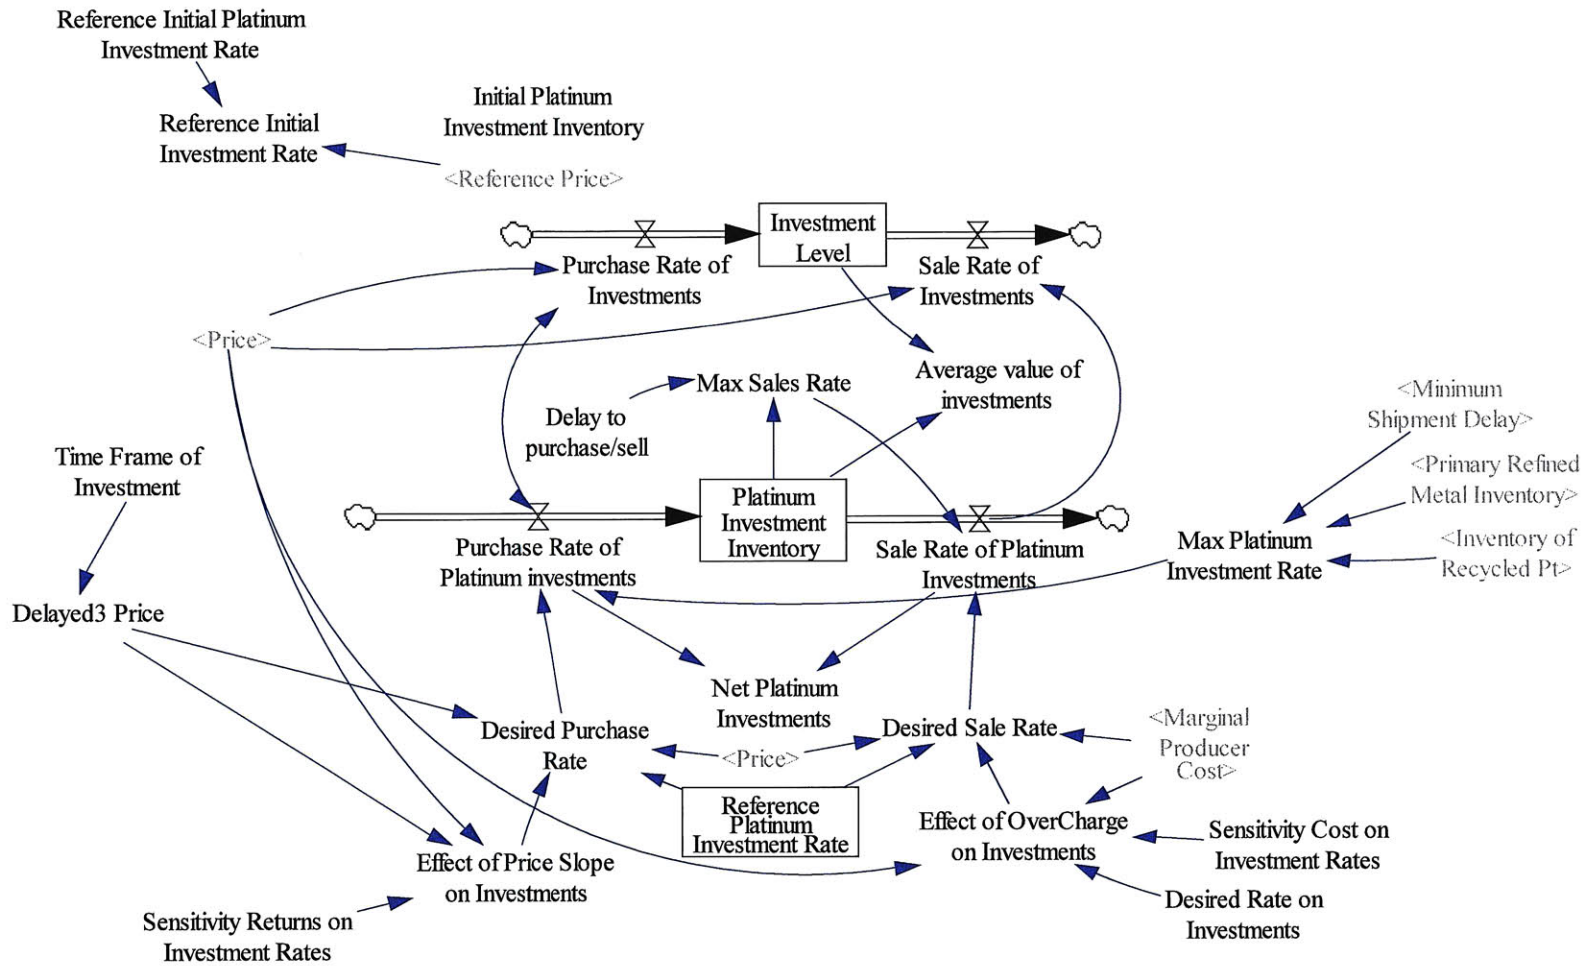 Reference Initial Platinum
Investment Rate
Initial Platinum
Investment Inventory
Reference Initial
Investment Rate
<Reference Price>
Investment
Level
Purchase Rate of
Investments
Sale Rate of
Investments
<Price>
Max Sales Rate
Average value of
investments
Delay to
purchase/sell
<Minimum
Shipment Delay>
Time Frame of
Investment
<Primary Refined
Metal Inventory>
Platinum
Investment
Inventory
Purchase Rate of
Platinum investments
Sale Rate of Platinum
Investments
Max Platinum
Investment Rate
<Inventory of
Recycled Pt>
Delayed3 Price
Net Platinum
Investments
Desired Purchase
Rate
<Price>
Desired Sale Rate
<Marginal
Producer
Cost>
Reference
Platinum
Investment Rate
Effect of OverCharge
on Investments
Sensitivity Cost on
Investment Rates
Effect of Price Slope
on Investments
Desired Rate on
Investments
Sensitivity Returns on
Investment Rates